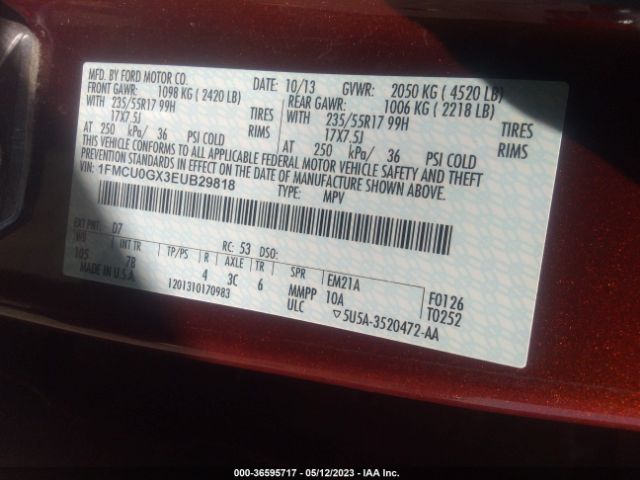 MFD. BY FORD MOTOR CO.
DATE: 10/13 GVWR: 2050 KG ( 4520 LB)
FRONT GAWR: 1098 KG ( 2420 LB) REAR GAWR: 1006 KG ( 2218 LB)
WITH 235/55R17 99H TIRES WITH 235/55R17 99H TIRES
17X7.5J RIMS 17X7.5J RIMS
AT 250 kPa/ 36 PSI COLD AT 250 kPa/ 36 PSI COLD
THIS VEHICLE CONFORMS TO ALL APPLICABLE FEDERAL MOTOR VEHICLE SAFETY AND THEFT
PREVENTION STANDARDS IN EFFECT ON THE DATE OF MANUFACTURE SHOWN ABOVE.
VIN: 1FMCU0GX3EUB29818
TYPE: MPV
EXT PNT: D7 RC: 53 DSO:
WB INT TR TP/PS R AXLE TR SPR EM21A F0126
105 78 4 3C 6 MMPP 10A T0252
MADE IN U.S.A. ULC
1201310170983 ▽5U5A-3520472-AA
000-36595717 - 05/12/2023 - IAA Inc.